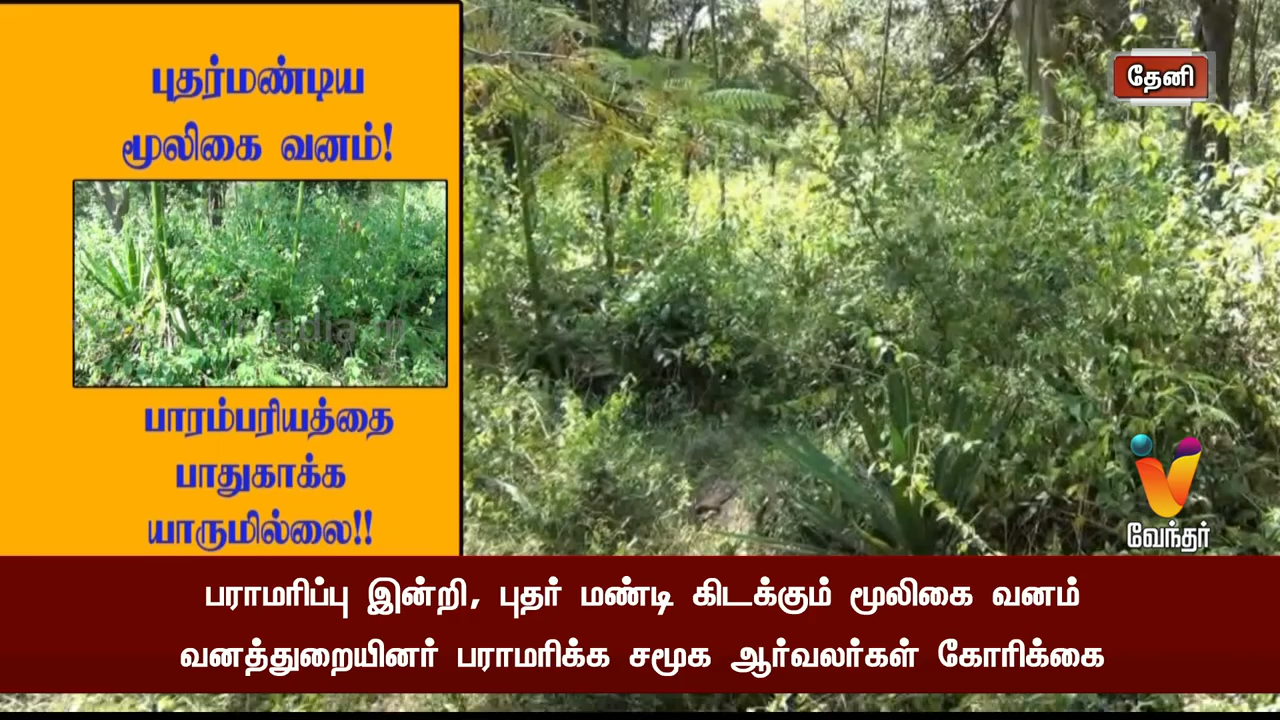 புதர்மண்டிய
மூலிகை வனம்!
பாரம்பரியத்தை
பாதுகாக்க
யாருமில்லை!!
தேனி
வேந்தர்
பராமரிப்பு இன்றி, புதர் மண்டி கிடக்கும் மூலிகை வனம்
வனத்துறையினர் பராமரிக்க சமூக ஆர்வலர்கள் கோரிக்கை